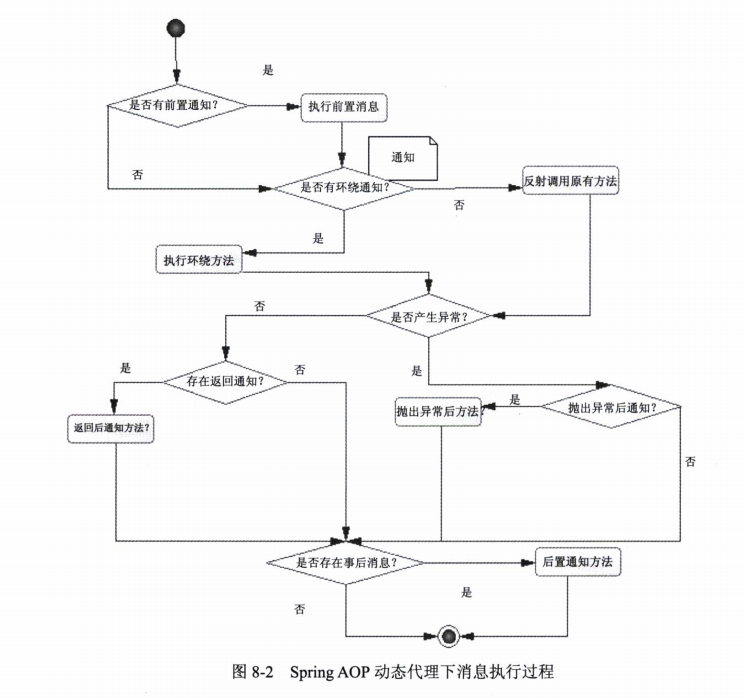 是
是否有前置通知？
执行前置消息
通知
否
是否有环绕通知？
反射调用原有方法
否
是
执行环绕方法
否
是否产生异常？
是
否
是
存在返回通知？
是
抛出异常后方法？
抛出异常后通知？
返回后通知方法？
否
是否存在事后消息？
后置通知方法
是
否
图 8-2 Spring AOP 动态代理下消息执行过程